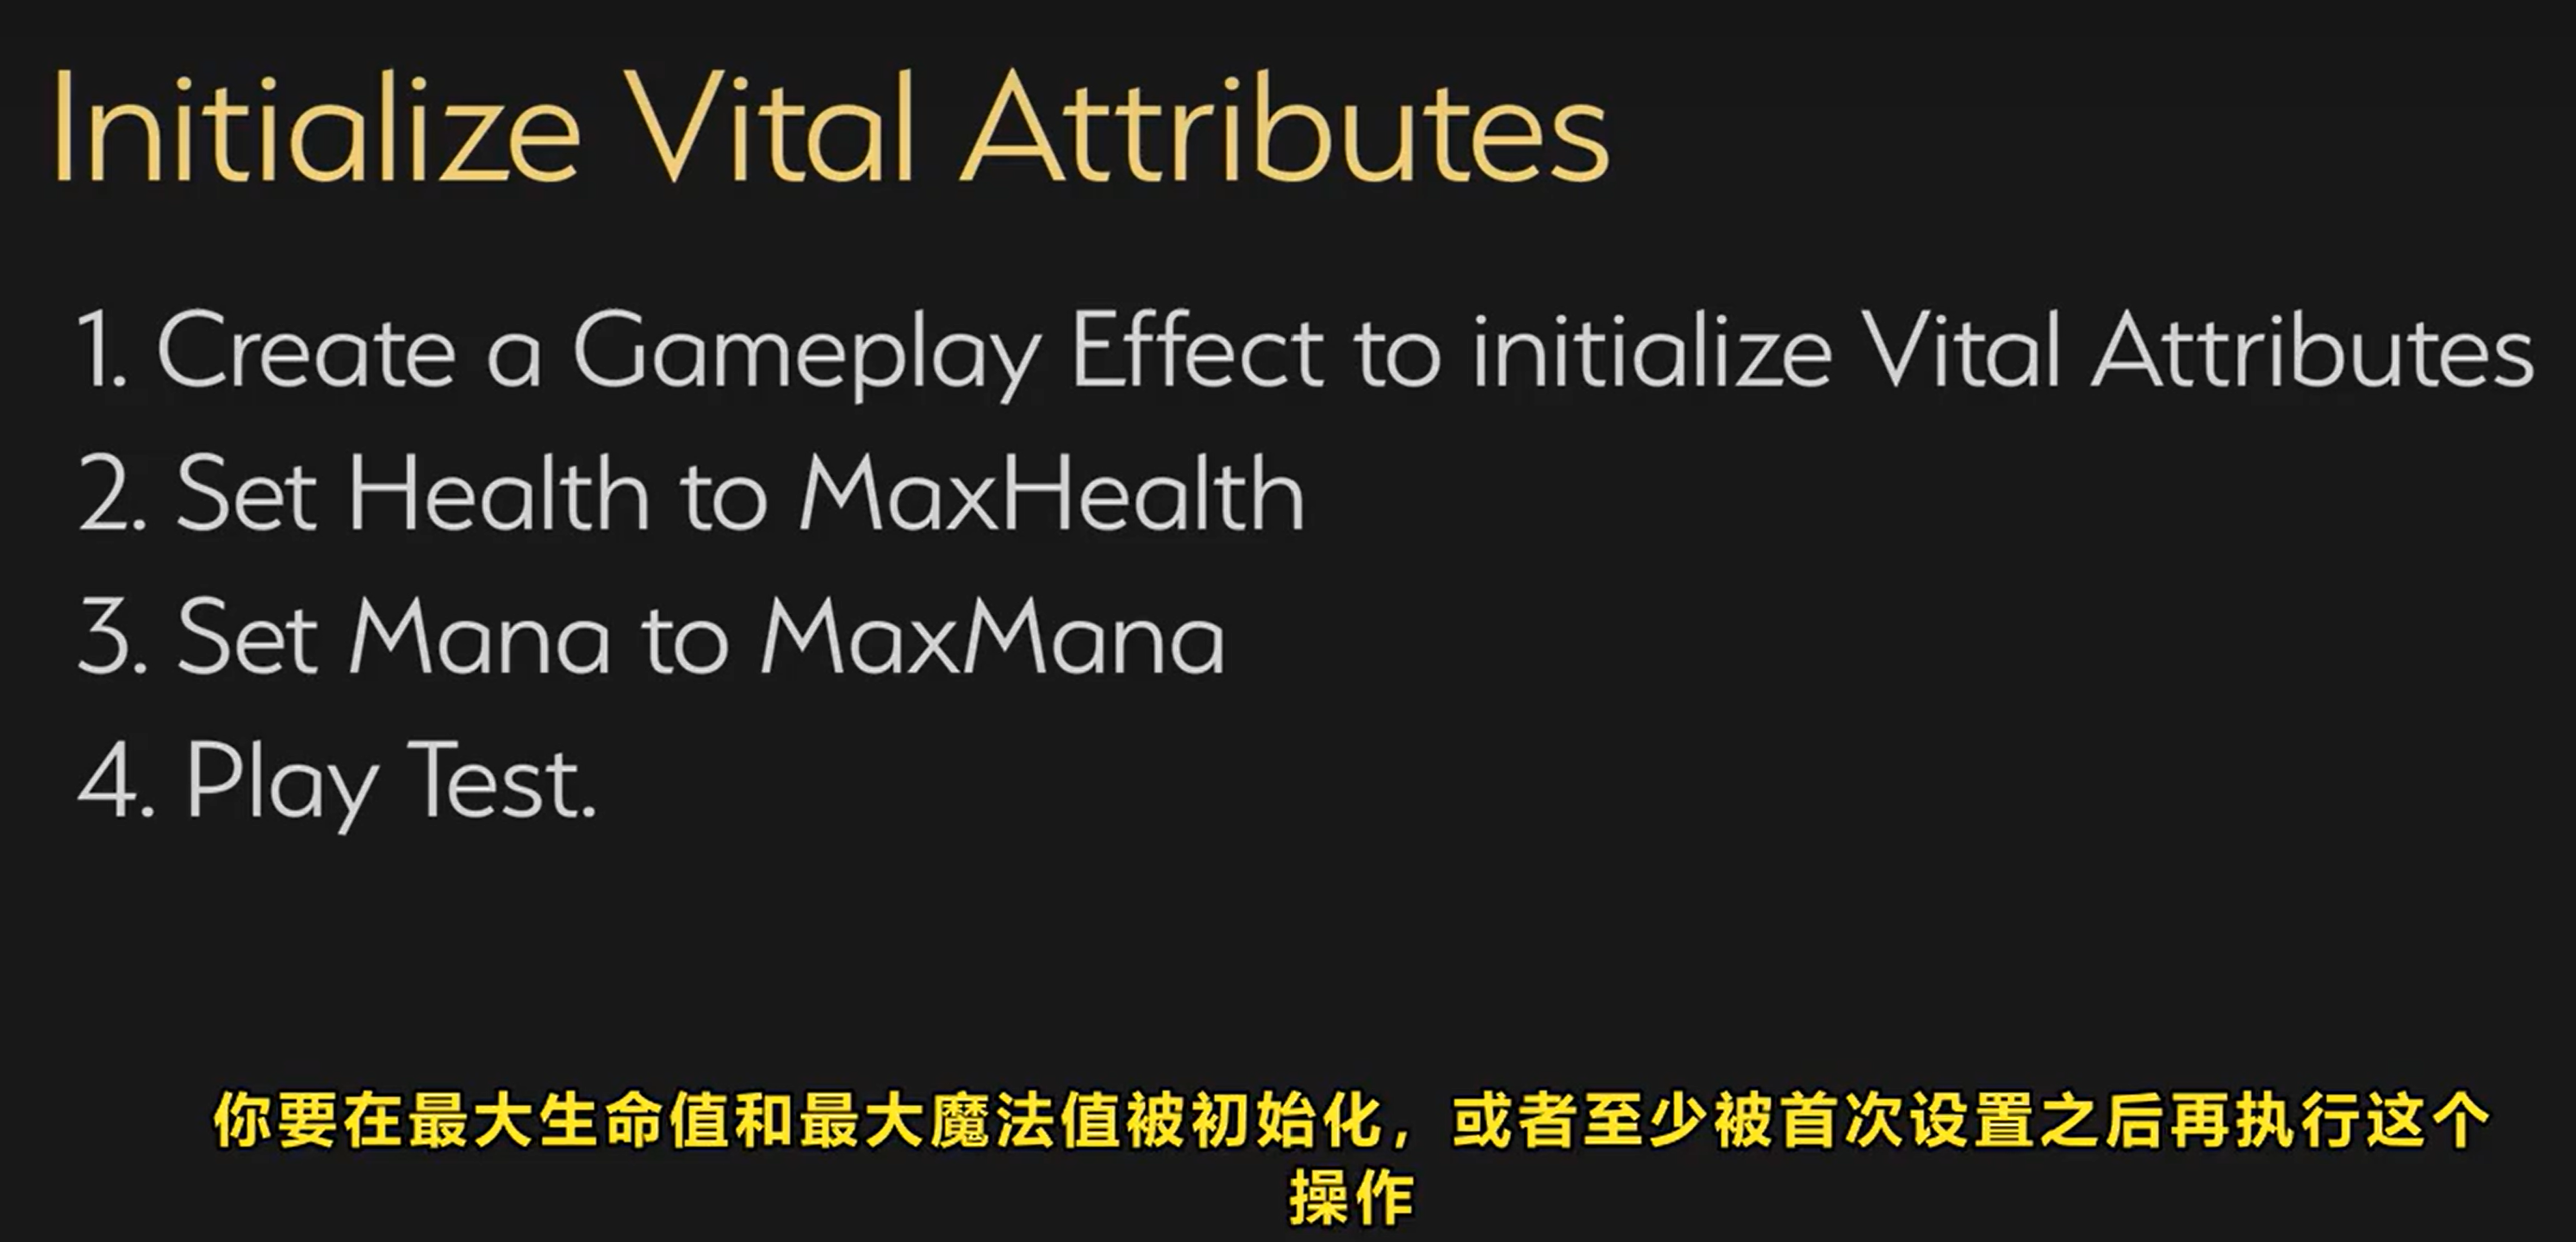 Initialize Vital Attributes
1. Create a Gameplay Effect to initialize Vital Attributes
2. Set Health to MaxHealth
3. Set Mana to MaxMana
4. Play Test.
你要在最大生命值和最大魔法值被初始化，或者至少被首次设置之后再执行这个
操作